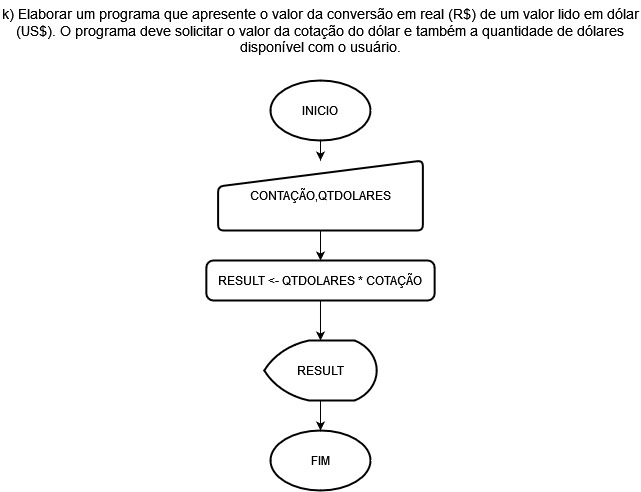 k) Elaborar um programa que apresente o valor da conversão em real (R$) de um valor lido em dólar
(US$). O programa deve solicitar o valor da cotação do dólar e também a quantidade de dólares
disponível com o usuário.
INICIO
CONTAÇÃO,QTDOLARES
RESULT <- QTDOLARES * COTAÇÃO
RESULT
FIM